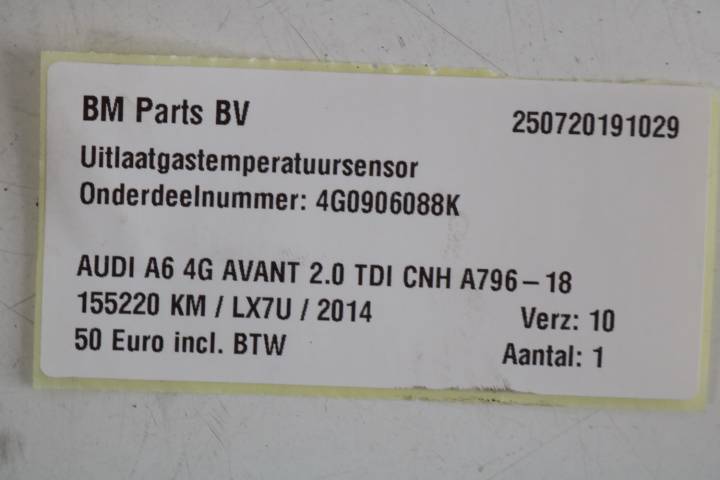 BM Parts BV
250720191029
Uitlaatgastemperatuursensor
Onderdeelnummer: 4G0906088K
AUDI A6 4G AVANT 2.0 TDI CNH A796-18
155220 KM / LX7U / 2014
Verz: 10
50 Euro incl. BTW
Aantal: 1